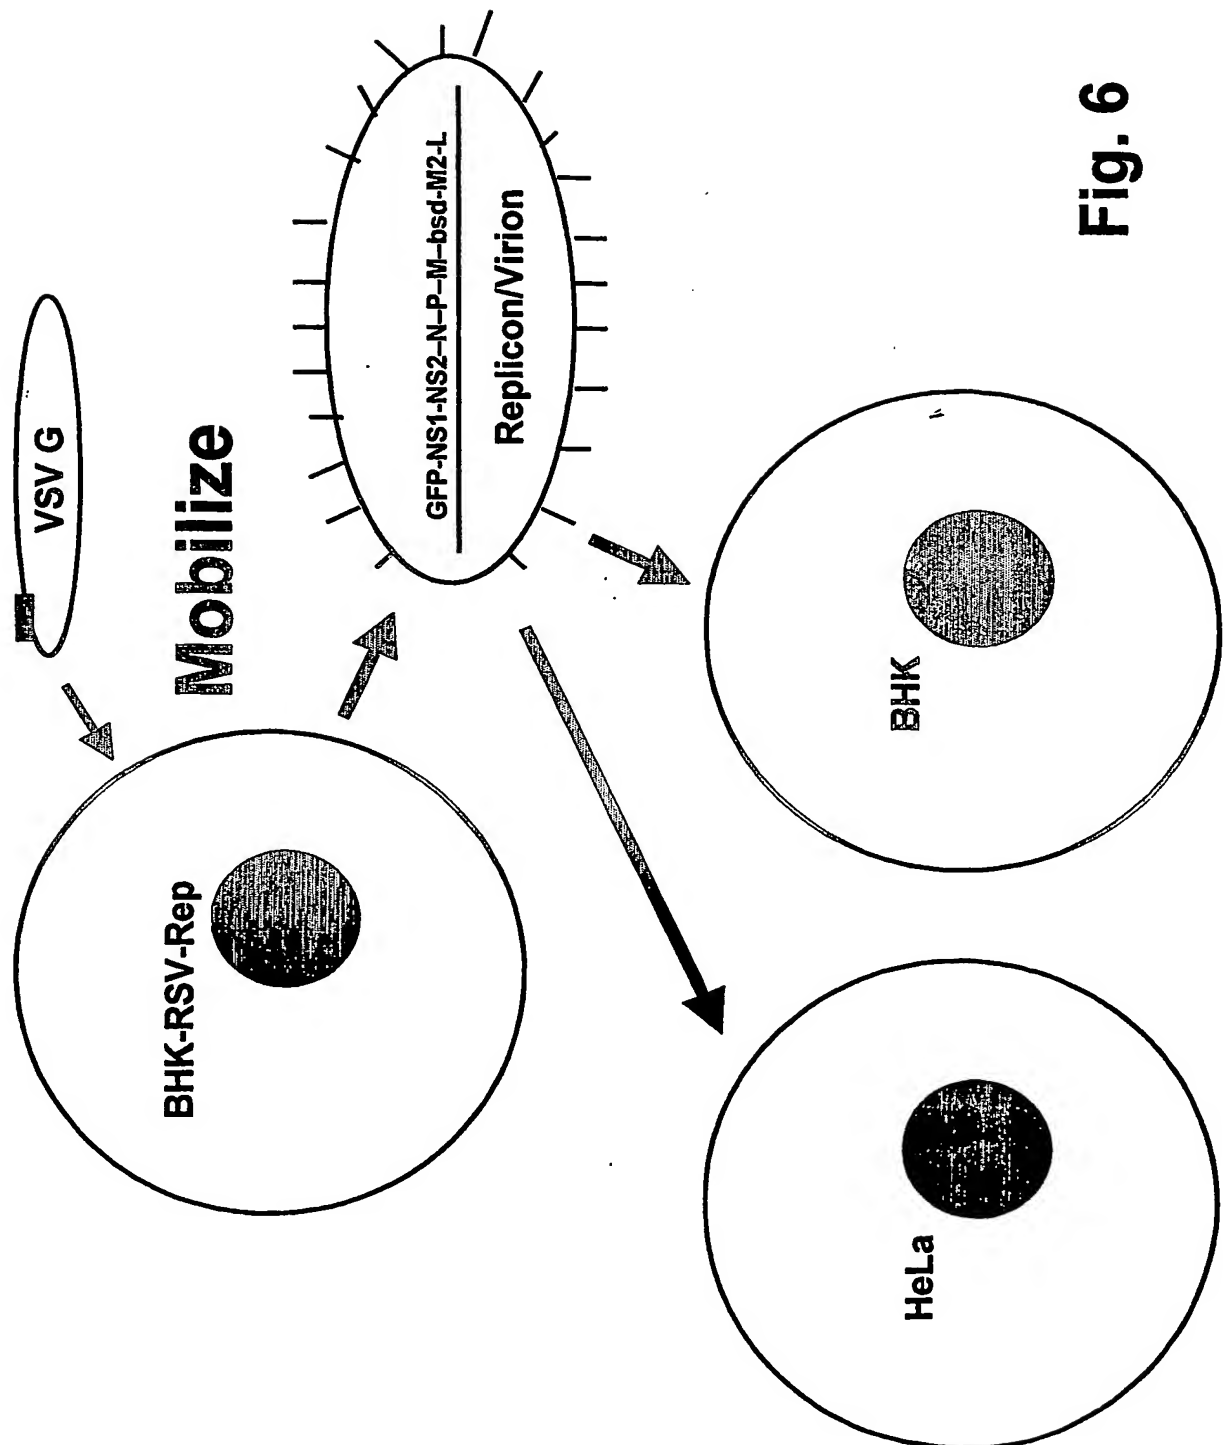 VSV G
Mobilize
BHK-RSV-Rep
GFP-NS1-NS2–N–P–M–bsd-M2-L
Replicon/Virion
HeLa
BHK
Fig. 6